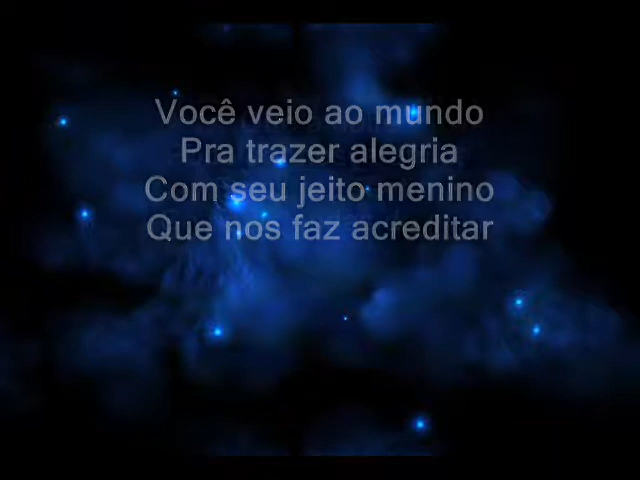 Você veio ao mundo
Pra trazer alegria
Com seu jeito menino
Que nos faz acreditar